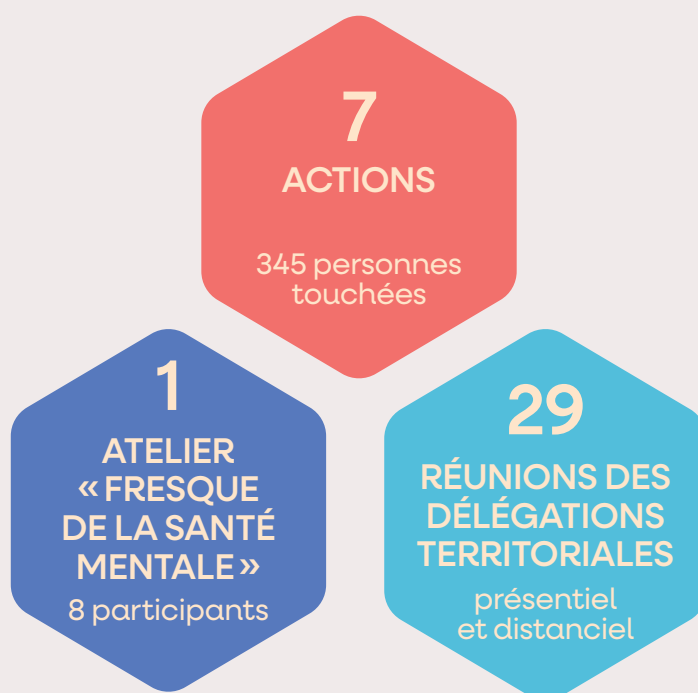 7
ACTIONS
345 personnes
touchées
1
ATELIER
« FRESQUE
DE LA SANTÉ
MENTALE »
8 participants
29
RÉUNIONS DES
DÉLÉGATIONS
TERRITORIALES
présentiel
et distanciel